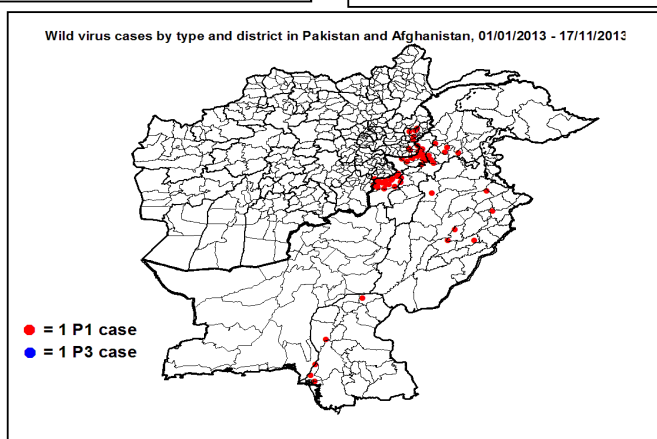 Wild virus cases by type and district in Pakistan and Afghanistan, 01/01/2013 - 17/11/2013
= 1 P1 case
= 1 P3 case